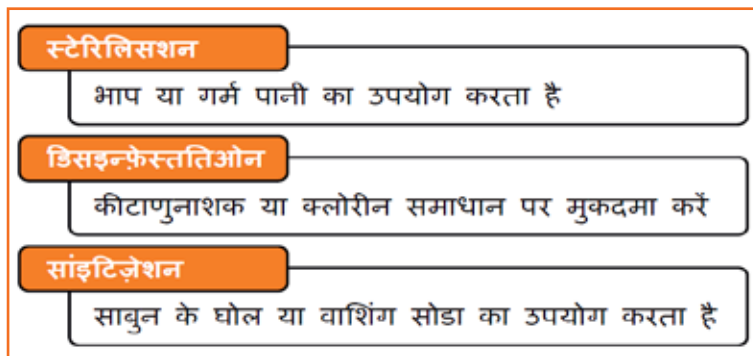 स्टेरिलिसशन
भाप या गर्म पानी का उपयोग करता है
डिसइन्फ़ेस्ततिओन
कीटाणुनाशक या क्लोरीन समाधान पर मुकदमा करें
सांइटिज़ेशन
साबुन के घोल या वाशिंग सोडा का उपयोग करता है